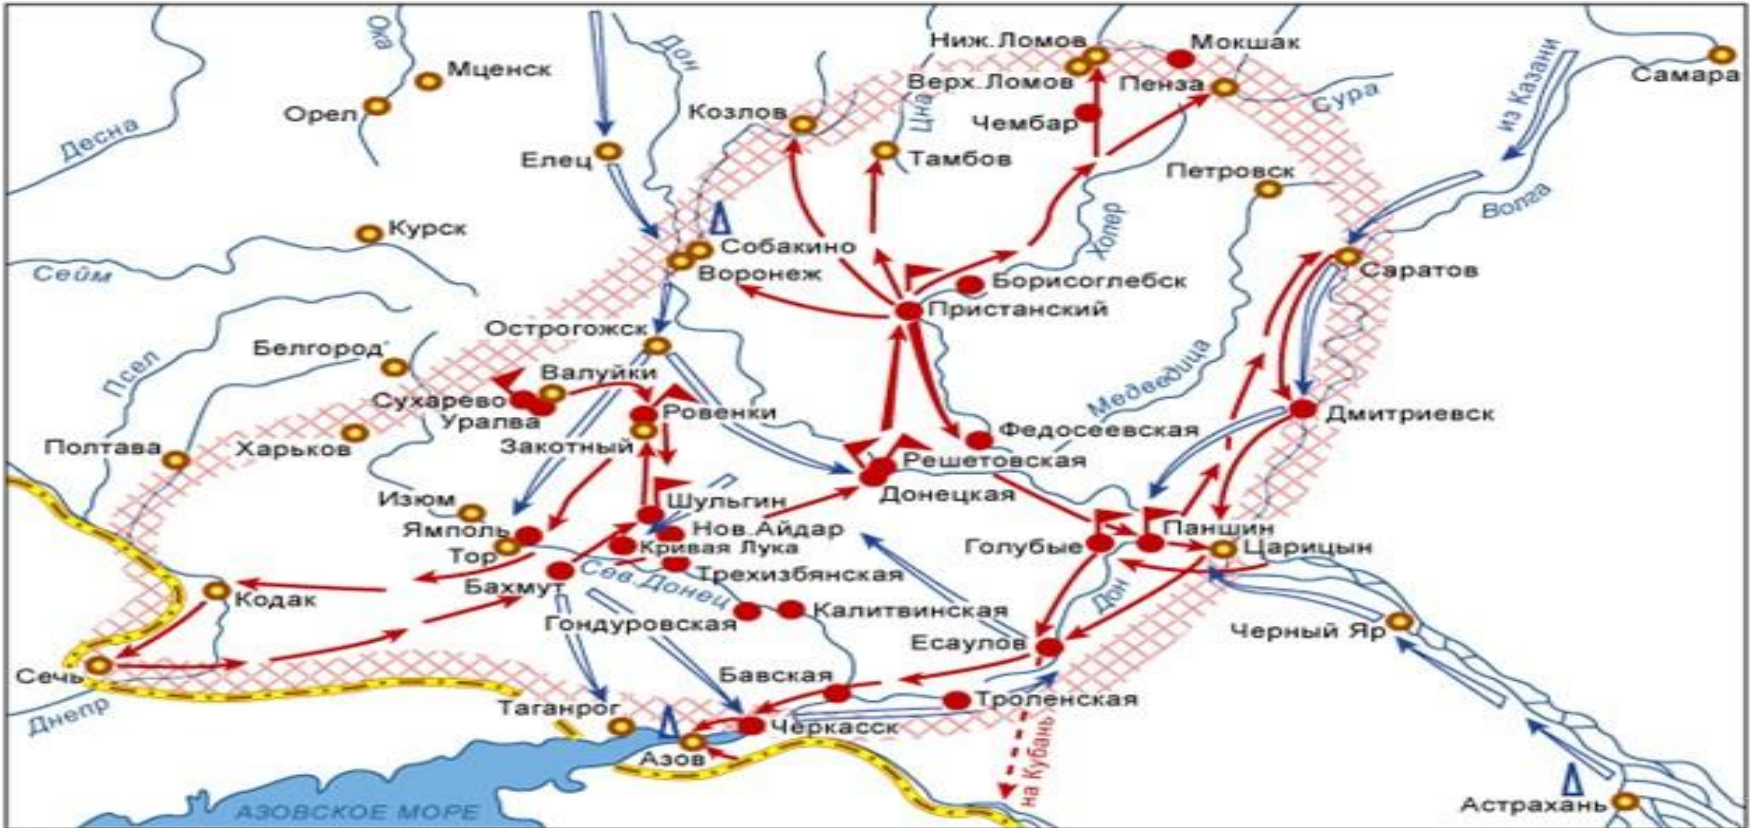 Ока
Дон
Ниж.Ломов
Мокшак
Самара
Мценск
Верх.Ломов
Пенза
Сура
из Казани
Орел
Козлов
Цна
Чембар
Десна
Елец
Тамбов
Петровск
Волга
Курск
Хопер
Сейм
Собакино
Воронеж
Саратов
Борисоглебск
Пристанский
Острогожск
Белгород
Псел
Валуйки
Медведица
Сухарево
Уралва
Ровенки
Дмитриевск
Полтава
Харьков
Закотный
Федосеевская
Решетовская
Донецкая
Изюм
Шульгин
Ямполь
Нов.Айдар
Паншин
Тор
Кривая Лука
Голубые
Царицын
Бахмут
Сев.Донец
Трехизбянская
Кодак
Дон
Гондуровская
Калитвинская
Черный Яр
Есаулов
Сечь
Бавская
Троленская
Днепр
Таганрог
Черкасск
Азов
на Кубань
АЗОВСКОЕ МОРЕ
Астрахань